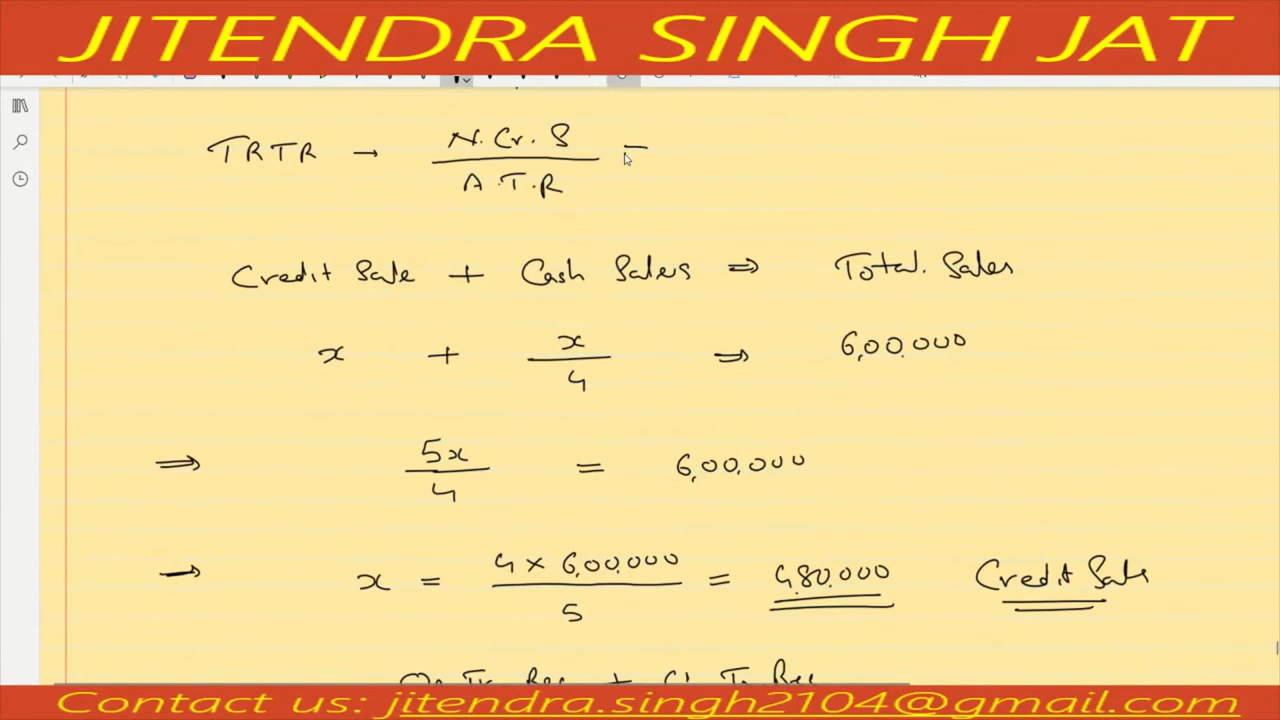 JITENDRA SINGH JAT
TRTR → N.Cr.S / A.T.R =
Credit Sale + Cash Sales ⇒ Total. Sales
x + x/4 ⇒ 6,00,000
⇒ 5x/4 = 6,00,000
→ x = 4 × 6,00,000 / 5 = 4,80,000 Credit Sale
Contact us: jitendra.singh2104@gmail.com